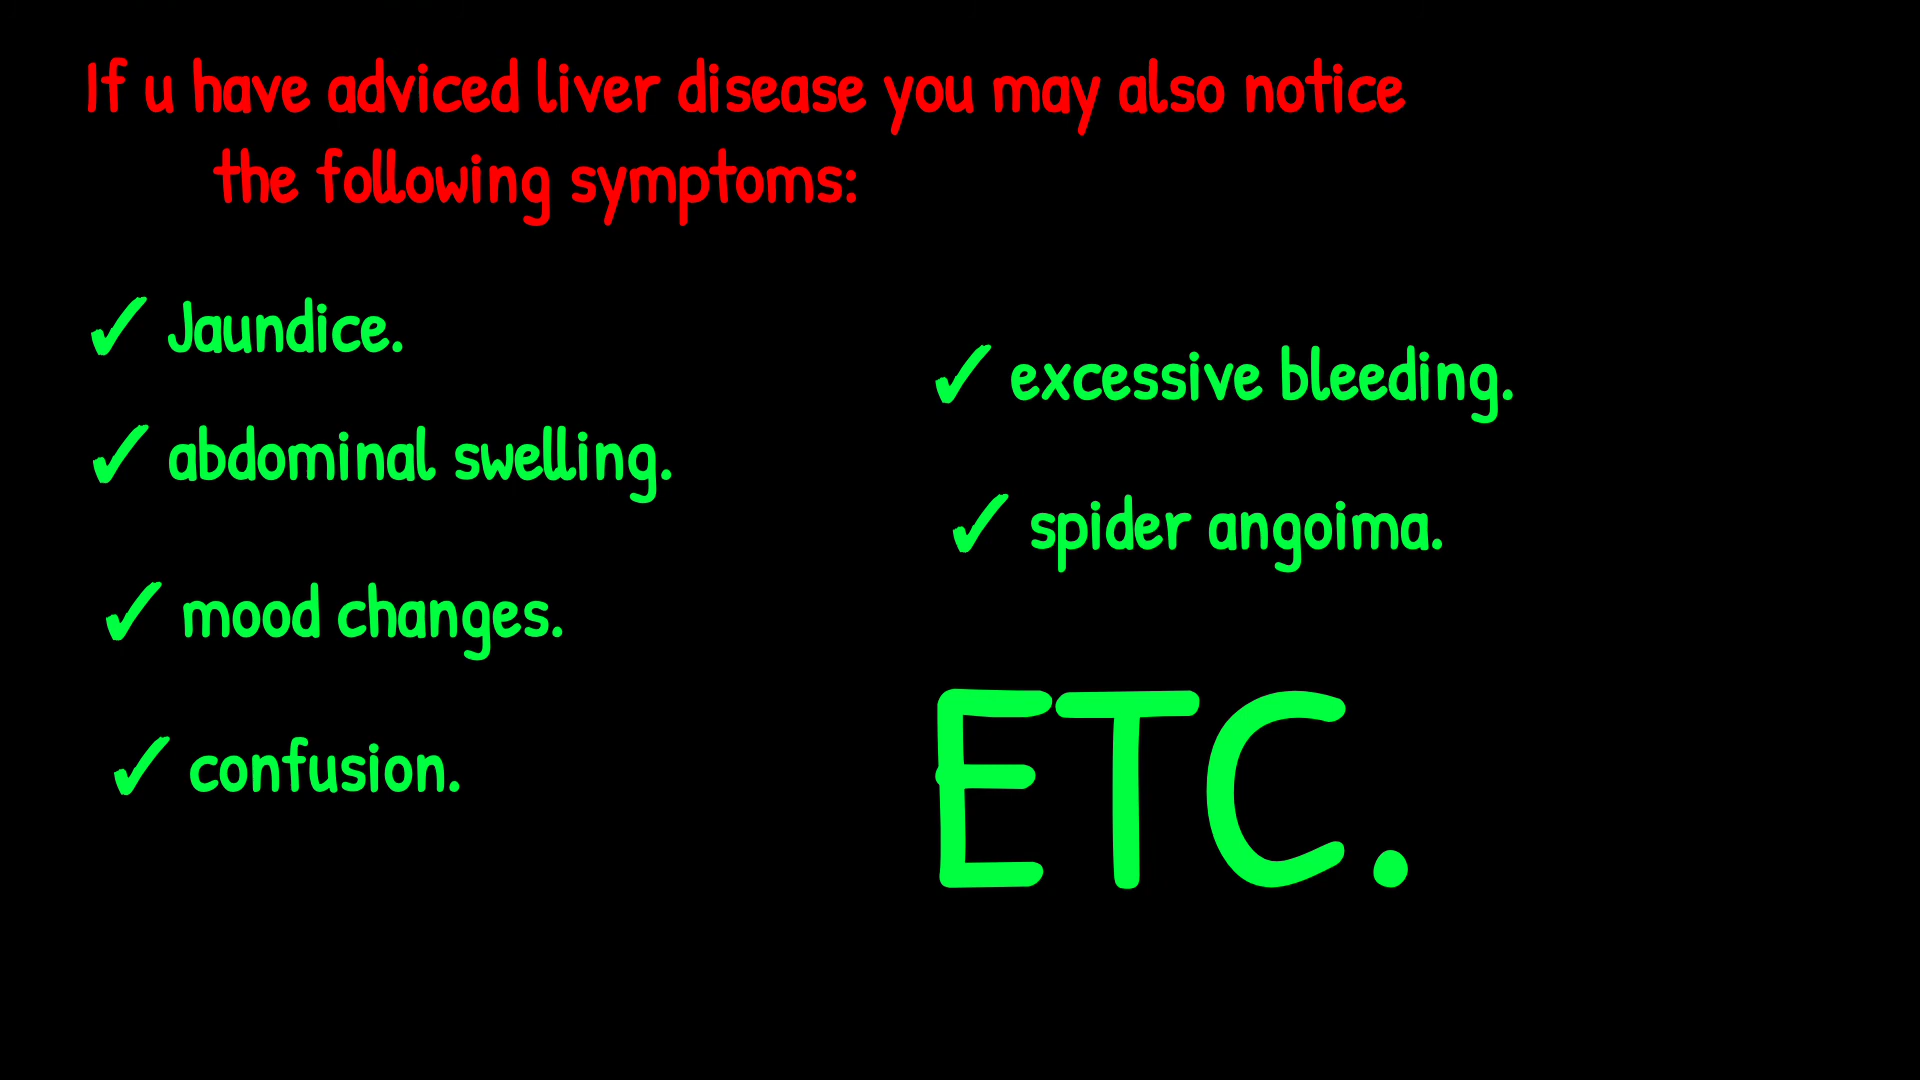 If u have adviced liver disease you may also notice
the following symptoms:
✓ Jaundice.
✓ abdominal swelling.
✓ mood changes.
✓ confusion.
✓ excessive bleeding.
✓ spider angoima.
ETC.